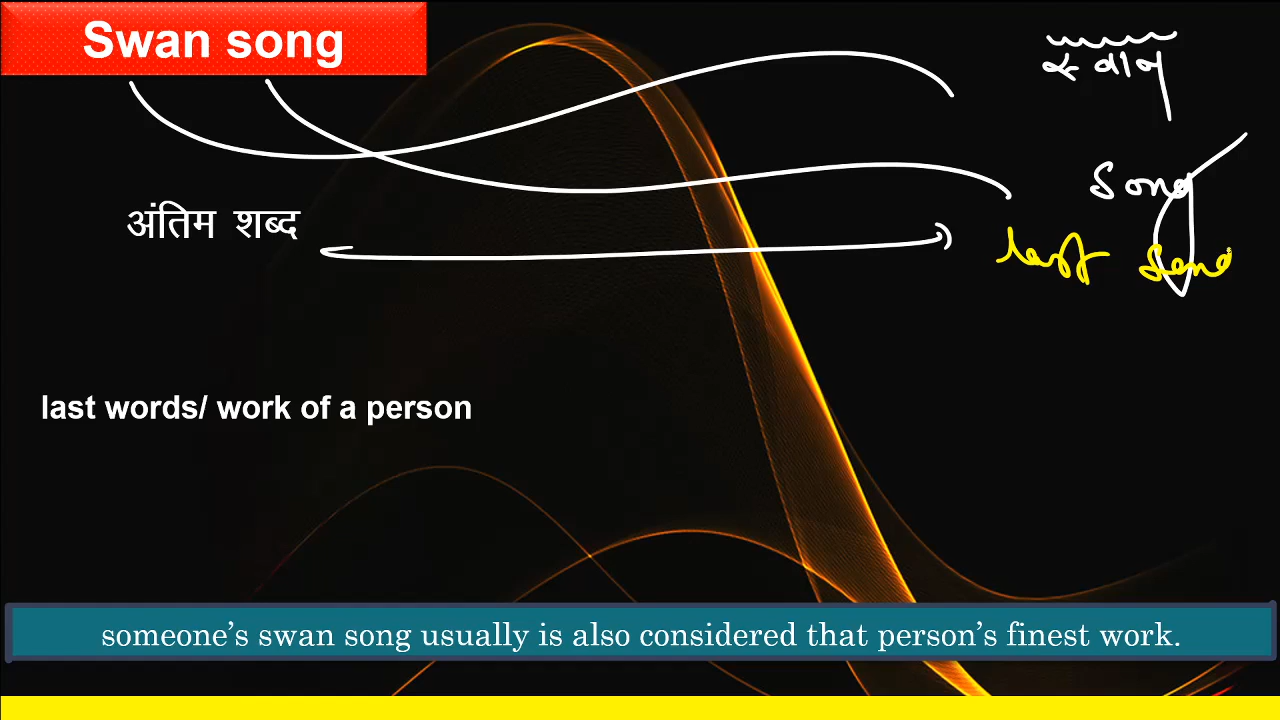 Swan song
स्वान
song
अंतिम शब्द
last song
last words/ work of a person
someone's swan song usually is also considered that person's finest work.